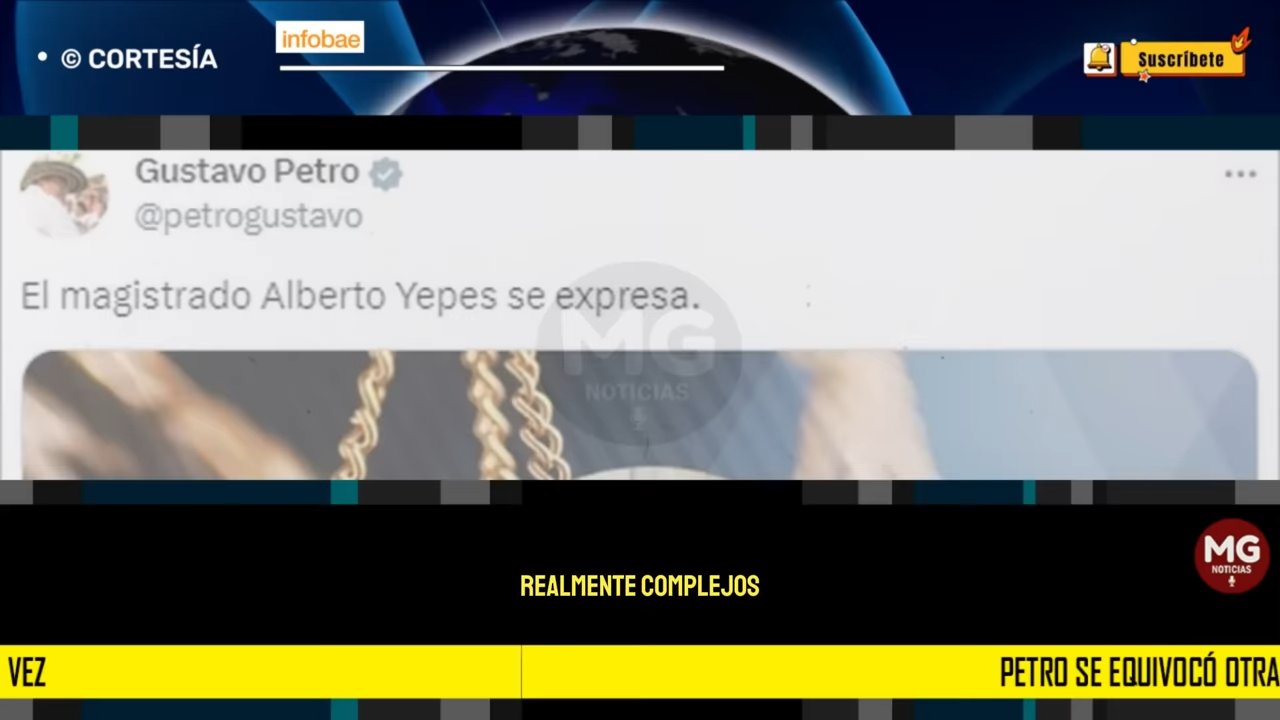 • © CORTESÍA
infobae
Suscríbete
Gustavo Petro
@petrogustavo
El magistrado Alberto Yepes se expresa.
MG
NOTICIAS
MG
NOTICIAS
REALMENTE COMPLEJOS
VEZ
PETRO SE EQUIVOCÓ OTRA